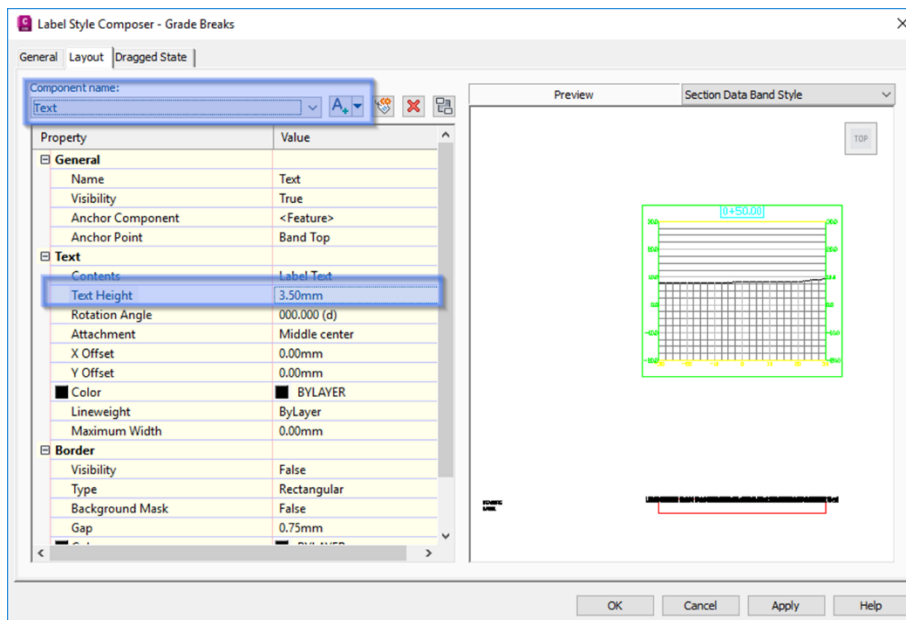 Label Style Composer - Grade Breaks
General Layout Dragged State
Component name:
Text
Property Value
General
Name Text
Visibility True
Anchor Component <Feature>
Anchor Point Band Top
Text
Contents Label Text
Text Height 3.50mm
Rotation Angle 000.000 (d)
Attachment Middle center
X Offset 0.00mm
Y Offset 0.00mm
Color BYLAYER
Lineweight ByLayer
Maximum Width 0.00mm
Border
Visibility False
Type Rectangular
Background Mask False
Gap 0.75mm
Preview Section Data Band Style
TOP
0+50.00
OK Cancel Apply Help